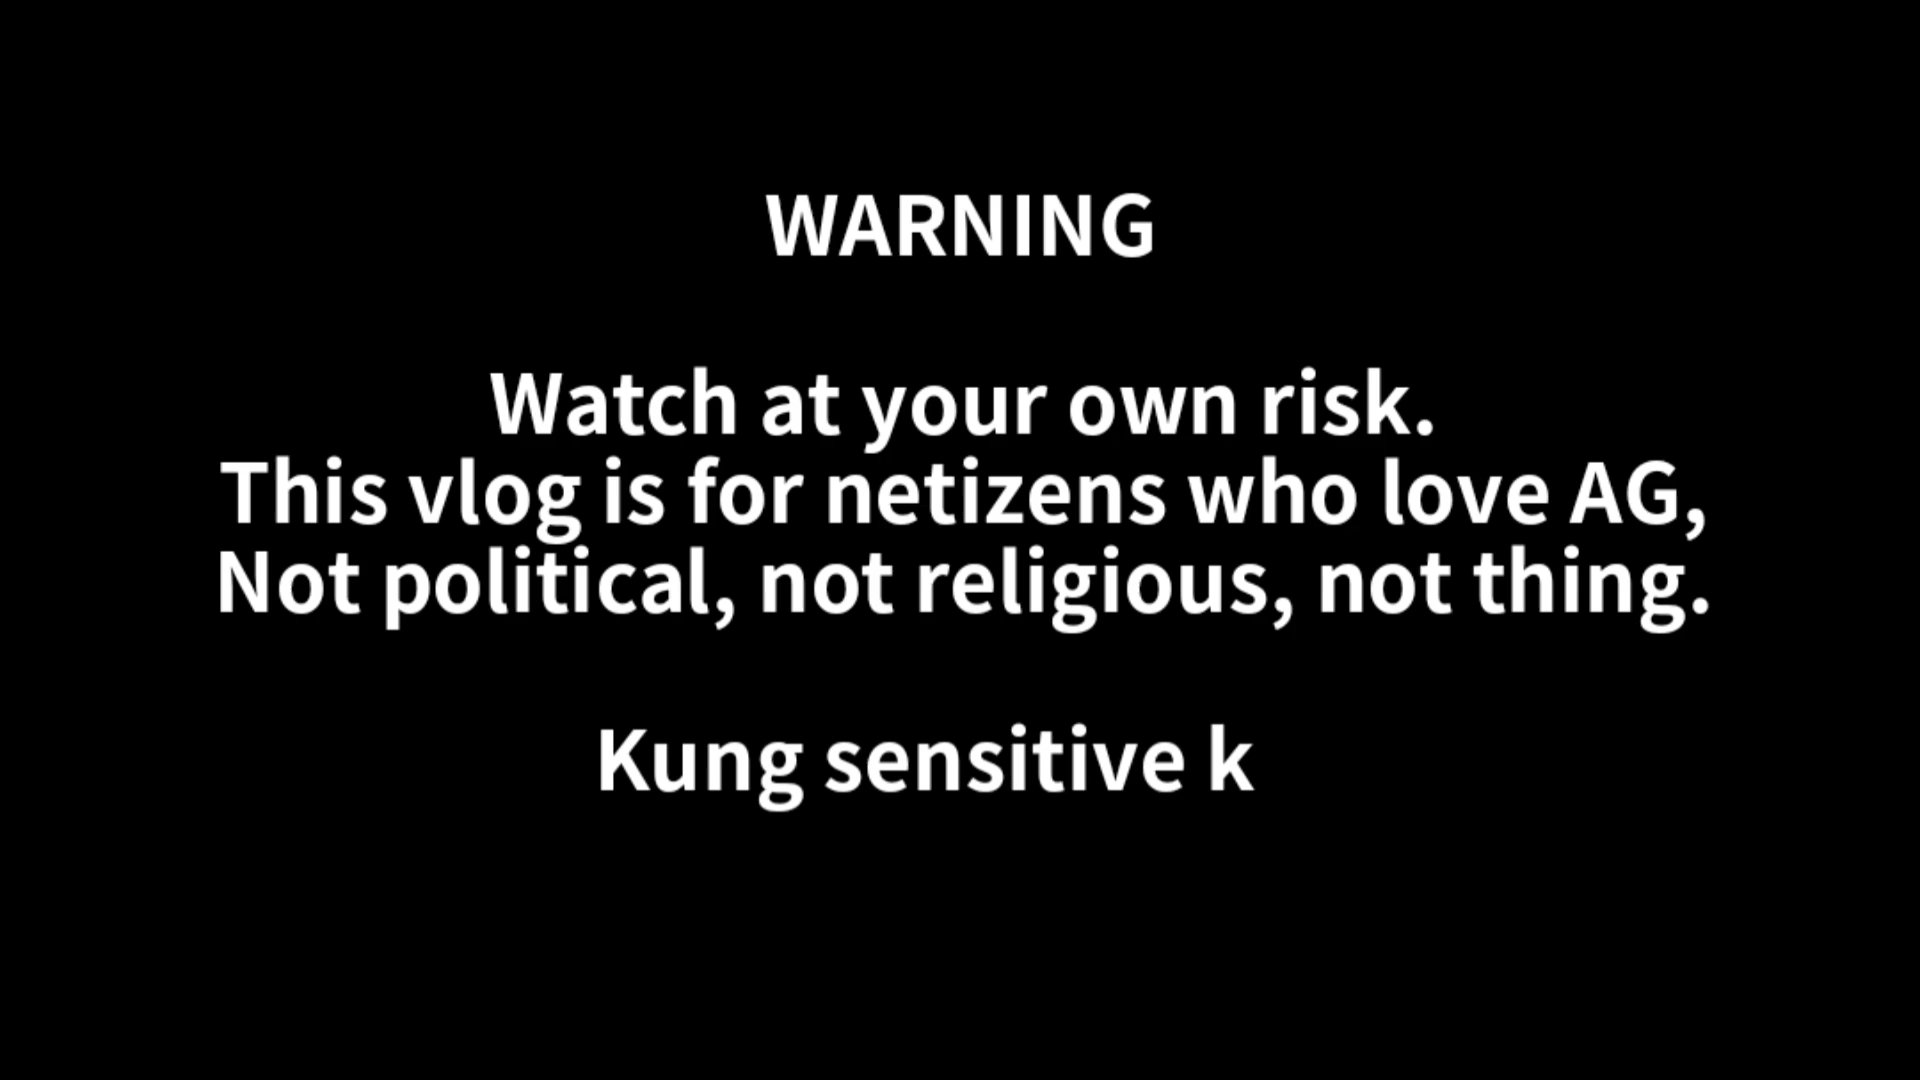 WARNING
Watch at your own risk.
This vlog is for netizens who love AG,
Not political, not religious, not thing.
Kung sensitive k